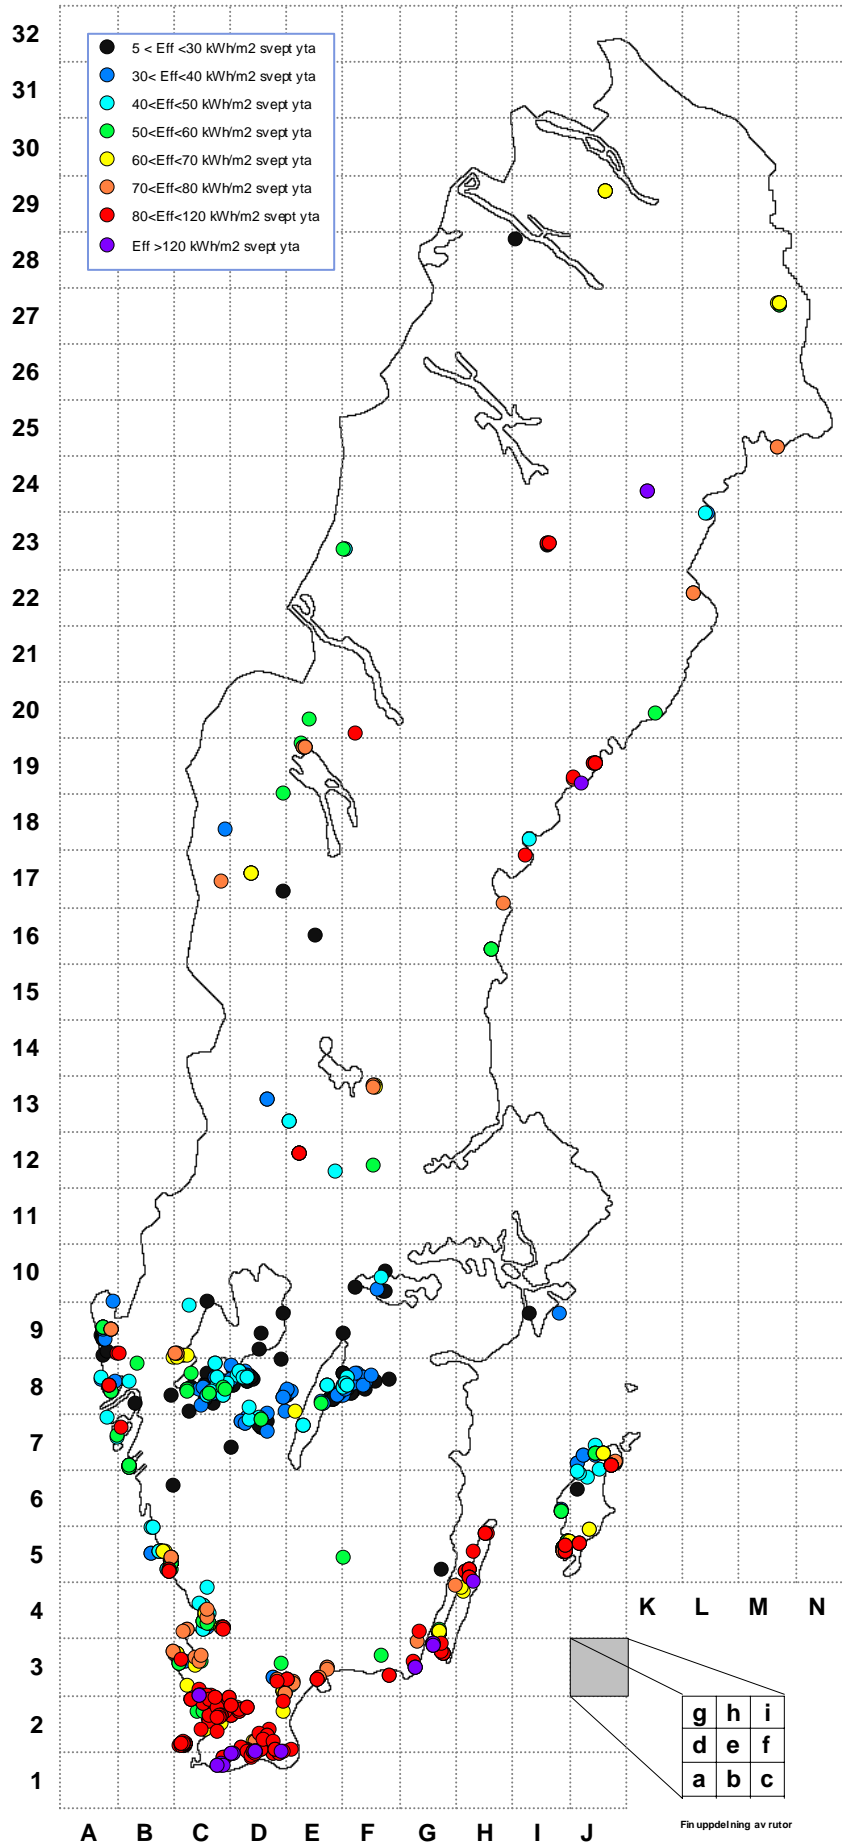 32
5 < Eff <30 kWh/m2 svept yta
30< Eff<40 kWh/m2 svept yta
31
40<Eff<50 kWh/m2 svept yta
50<Eff<60 kWh/m2 svept yta
30
60<Eff<70 kWh/m2 svept yta
70<Eff<80 kWh/m2 svept yta
29
80<Eff<120 kWh/m2 svept yta
Eff >120 kWh/m2 svept yta
28
27
26
25
24
23
22
21
20
19
18
17
16
15
14
13
12
11
10
9
8
7
6
5
4
K L M N
3
2
g h i
d e f
1
a b c
Fin uppdelning av rutor
A B C D E F G H I J